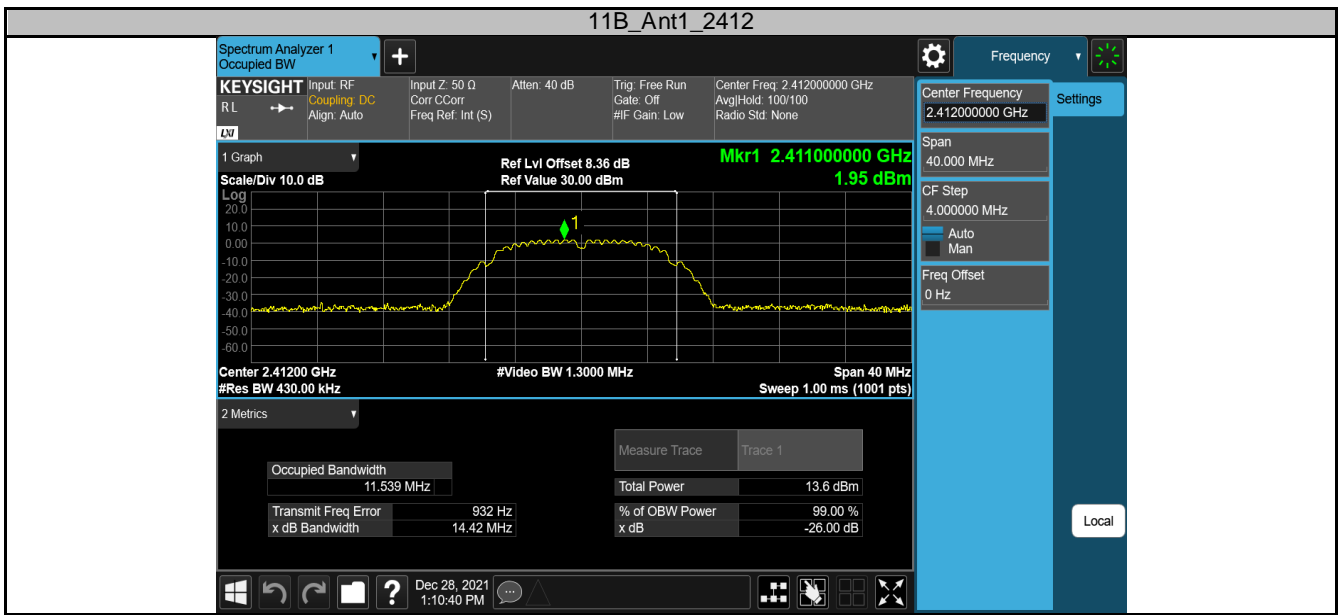 11B_Ant1_2412
Spectrum Analyzer 1
Occupied BW
+
Frequency
KEYSIGHT
R L
LXI
Input: RF
Coupling: DC
Align: Auto
Input Z: 50 Ω
Corr CCorr
Freq Ref: Int (S)
Atten: 40 dB
Trig: Free Run
Gate: Off
#IF Gain: Low
Center Freq: 2.412000000 GHz
Avg|Hold: 100/100
Radio Std: None
Center Frequency
2.412000000 GHz
Settings
Span
40.000 MHz
CF Step
4.000000 MHz
Auto
Man
Freq Offset
0 Hz
Local
1 Graph
Scale/Div 10.0 dB
Ref Lvl Offset 8.36 dB
Ref Value 30.00 dBm
Mkr1 2.411000000 GHz
1.95 dBm
Log
20.0
10.0
0.00
-10.0
-20.0
-30.0
-40.0
-50.0
-60.0
1
Center 2.41200 GHz
#Res BW 430.00 kHz
#Video BW 1.3000 MHz
Span 40 MHz
Sweep 1.00 ms (1001 pts)
2 Metrics
Measure Trace Trace 1
Occupied Bandwidth
11.539 MHz
Total Power 13.6 dBm
Transmit Freq Error 932 Hz
% of OBW Power 99.00 %
x dB Bandwidth 14.42 MHz
x dB -26.00 dB
?
Dec 28, 2021
1:10:40 PM